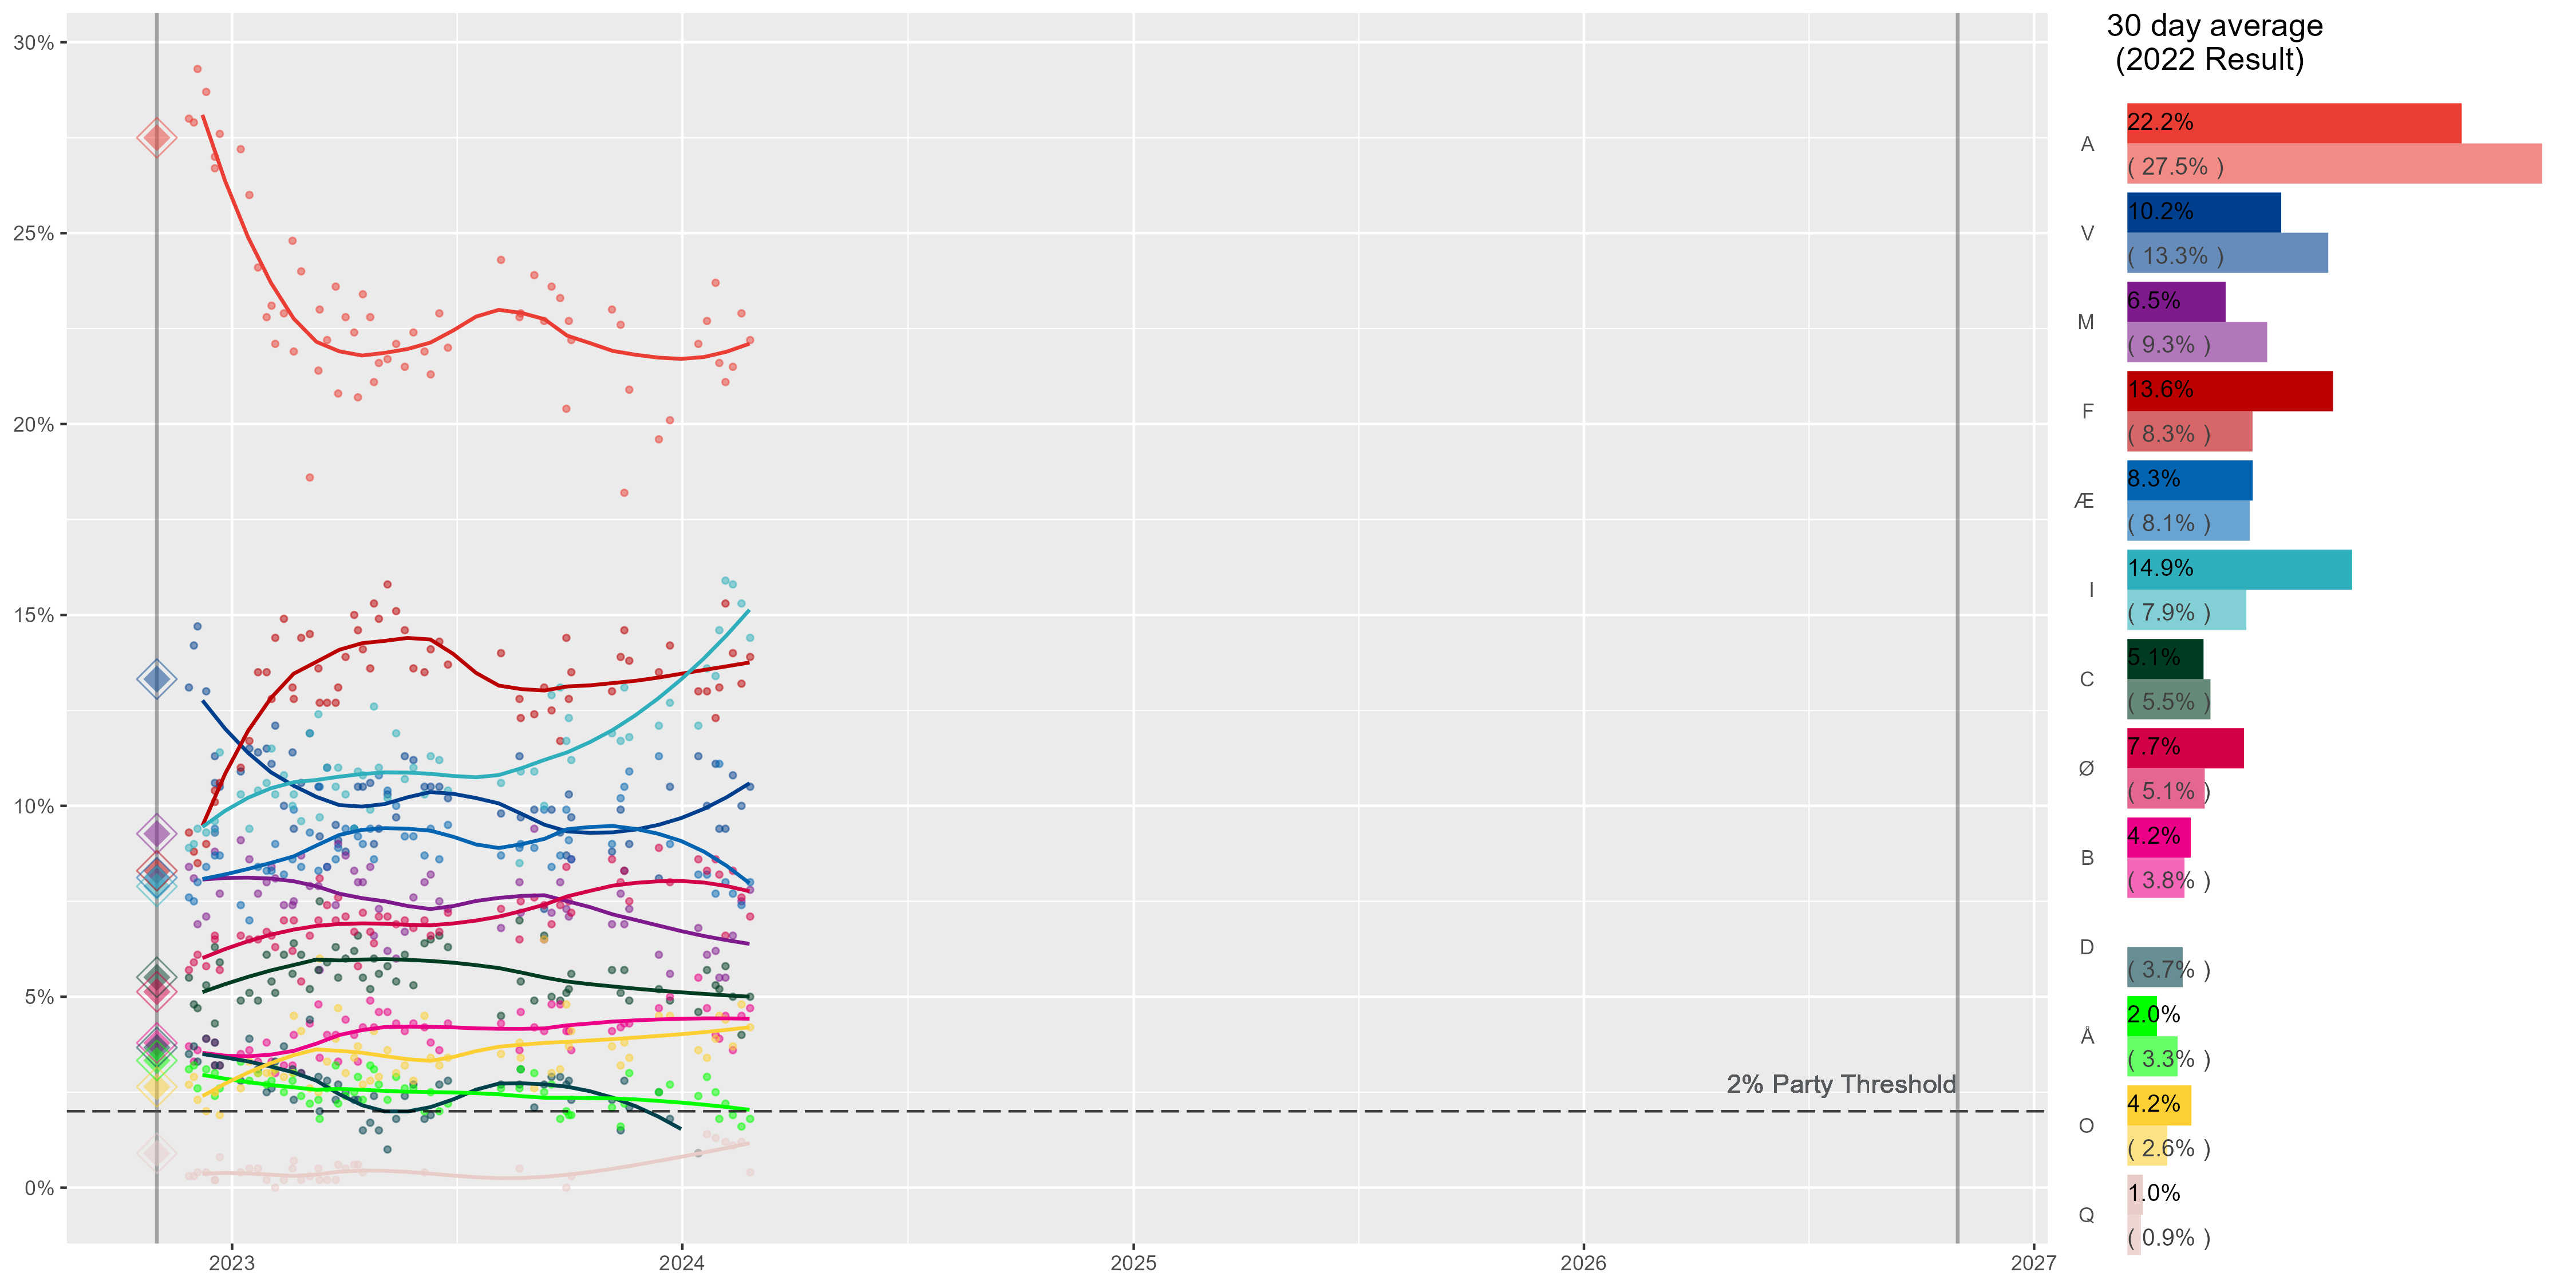 30%
25%
20%
15%
10%
5%
0%
2% Party Threshold
2023
2024
2025
2026
2027
30 day average
(2022 Result)
A
22.2%
( 27.5% )
V
10.2%
( 13.3% )
M
6.5%
( 9.3% )
F
13.6%
( 8.3% )
Æ
8.3%
( 8.1% )
I
14.9%
( 7.9% )
C
5.1%
( 5.5% )
Ø
7.7%
( 5.1% )
B
4.2%
( 3.8% )
D
( 3.7% )
Å
2.0%
( 3.3% )
O
4.2%
( 2.6% )
Q
1.0%
( 0.9% )